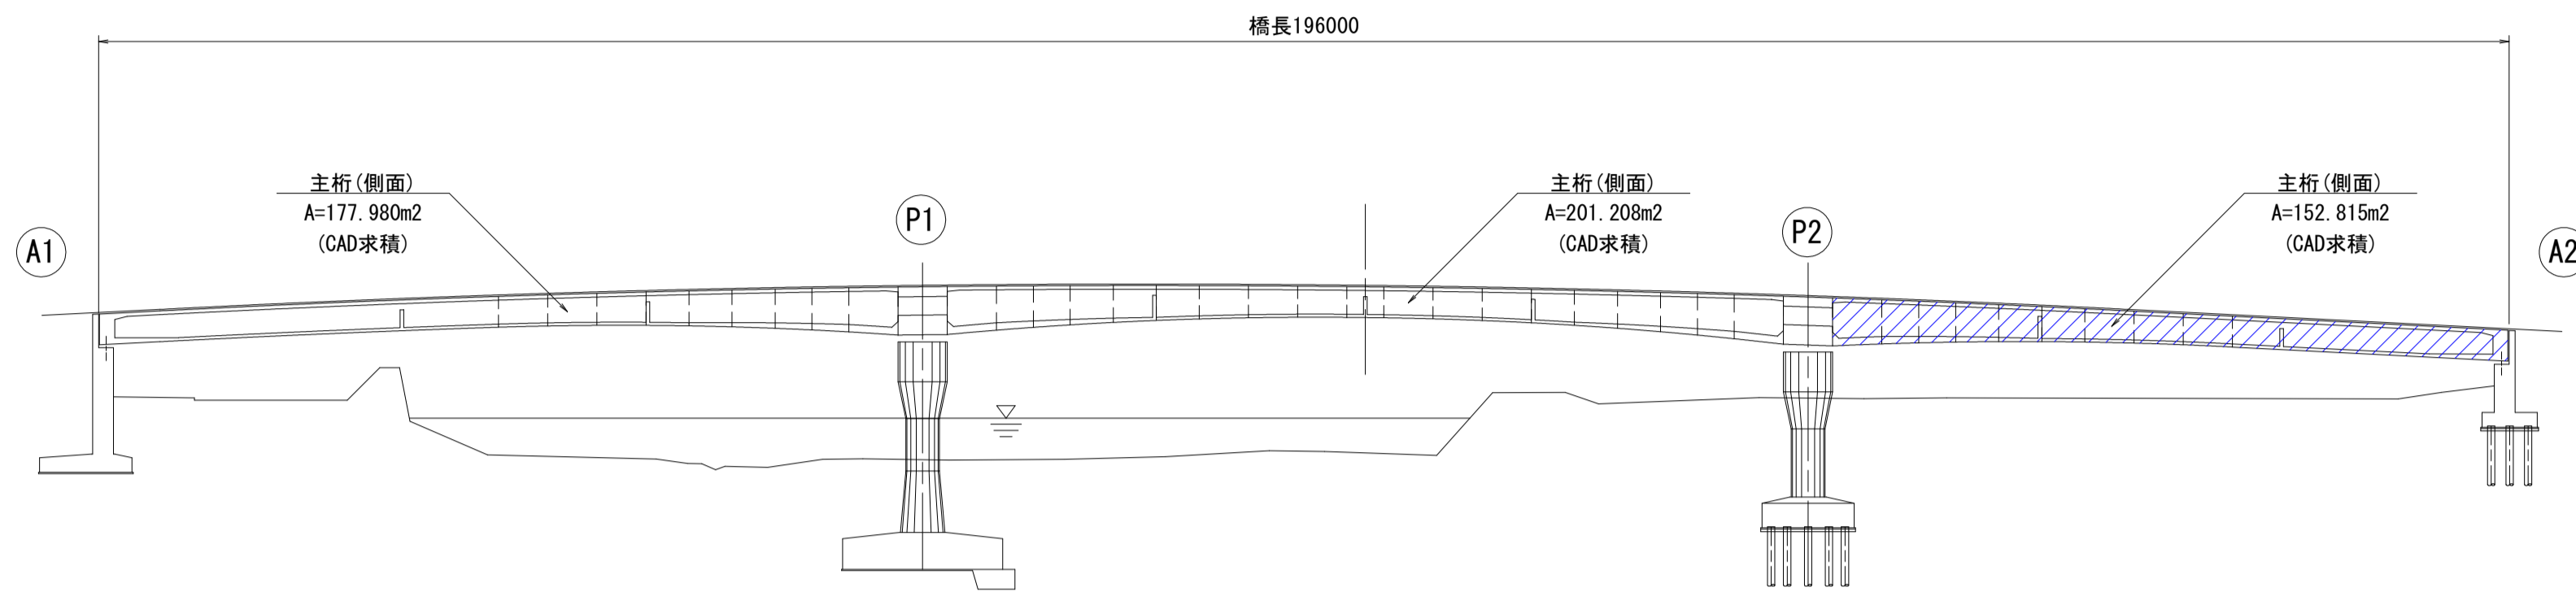 橋長196000
主桁(側面)
A=177.980m2
(CAD求積)
主桁(側面)
A=201.208m2
(CAD求積)
主桁(側面)
A=152.815m2
(CAD求積)
A1
P1
P2
A2